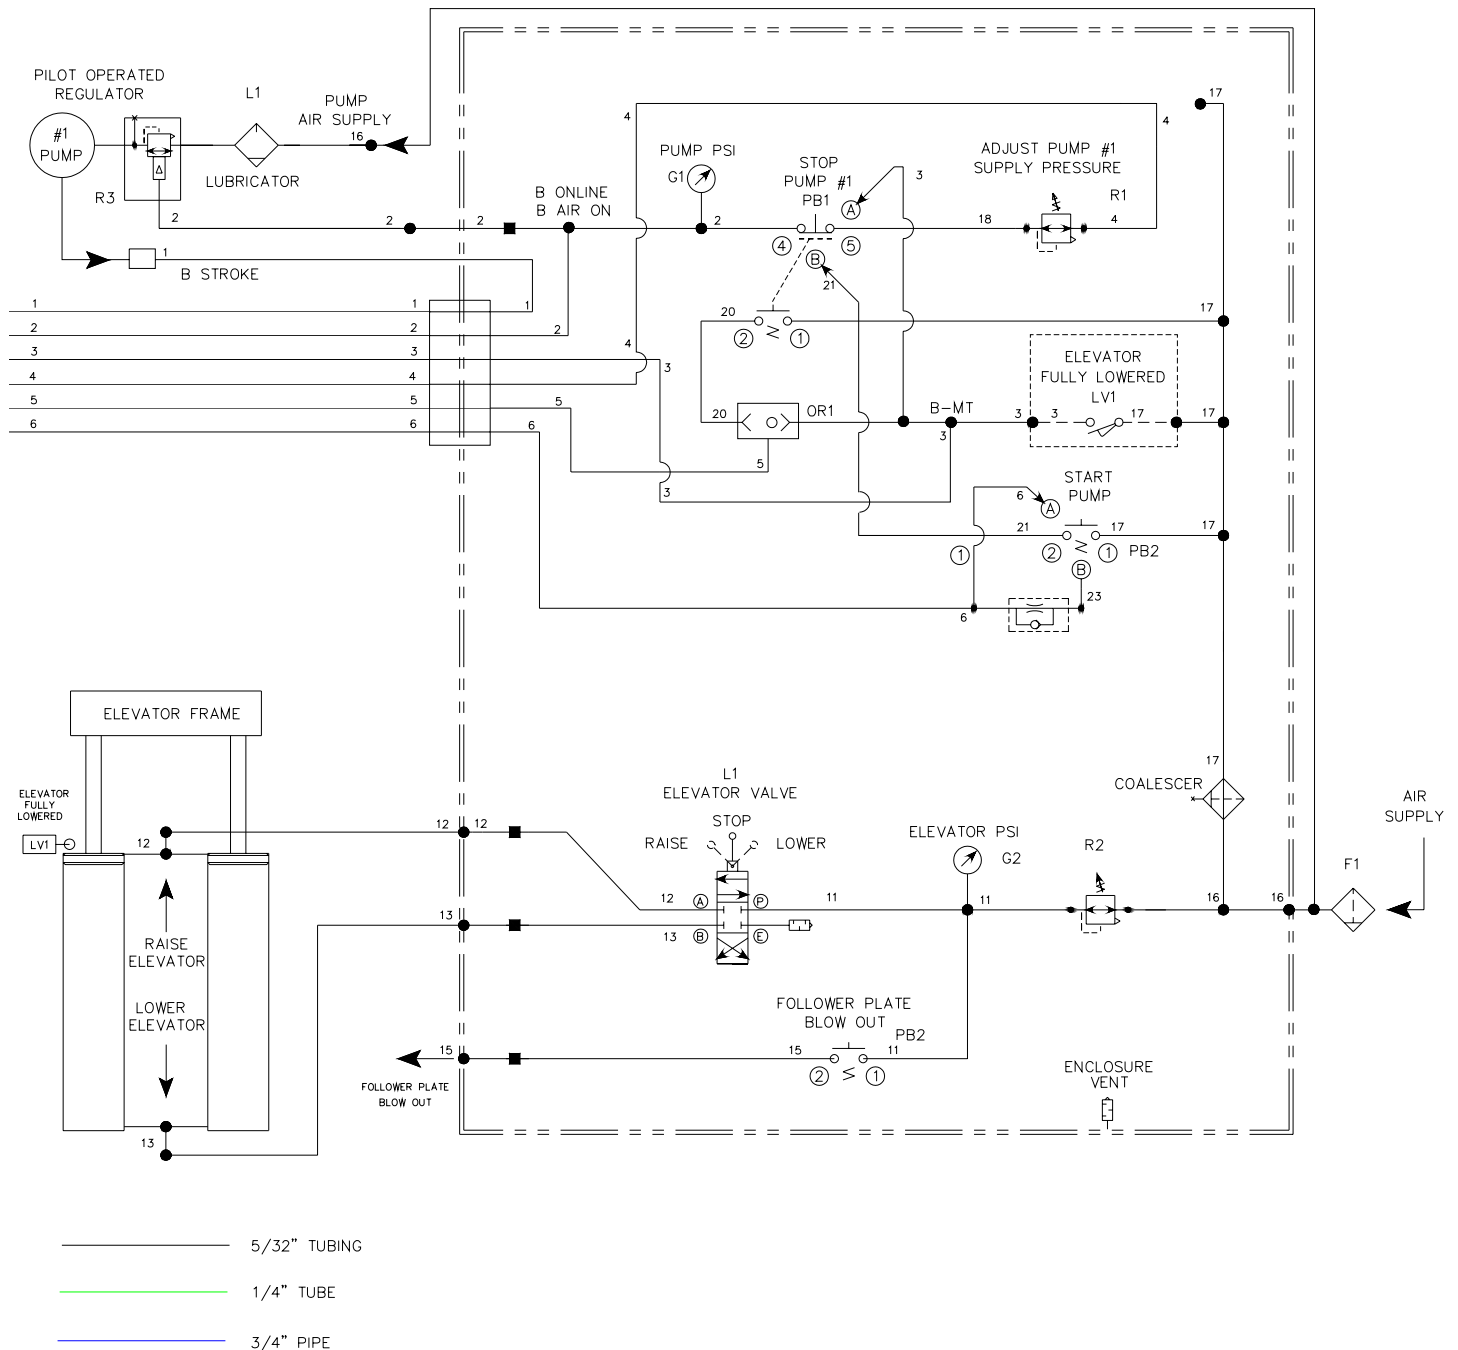 17
PILOT OPERATED
REGULATOR
L1
PUMP
AIR SUPPLY
16
#1
PUMP
R3
LUBRICATOR
4
4
PUMP PSI
G1
STOP
PUMP #1
PB1
A
3
ADJUST PUMP #1
SUPPLY PRESSURE
R1
B ONLINE
B AIR ON
2
2
2
2
18
4
4
5
B
21
1
B STROKE
1
1
1
2
2
2
3
3
3
4
4
4
5
5
5
6
6
6
20
2
1
17
ELEVATOR
FULLY LOWERED
LV1
20
OR1
B-MT
3
3
3
17
17
5
3
START
PUMP
6
A
21
17
17
1
2
1
PB2
B
23
6
17
COALESCER
ELEVATOR FRAME
ELEVATOR
FULLY
LOWERED
LV1
12
12
12
L1
ELEVATOR VALVE
STOP
RAISE
LOWER
ELEVATOR PSI
G2
R2
AIR
SUPPLY
F1
12
A
P
11
11
16
16
13
13
B
E
RAISE
ELEVATOR
LOWER
ELEVATOR
13
FOLLOWER PLATE
BLOW OUT
PB2
15
15
11
2
1
FOLLOWER PLATE
BLOW OUT
ENCLOSURE
VENT
5/32" TUBING
1/4" TUBE
3/4" PIPE